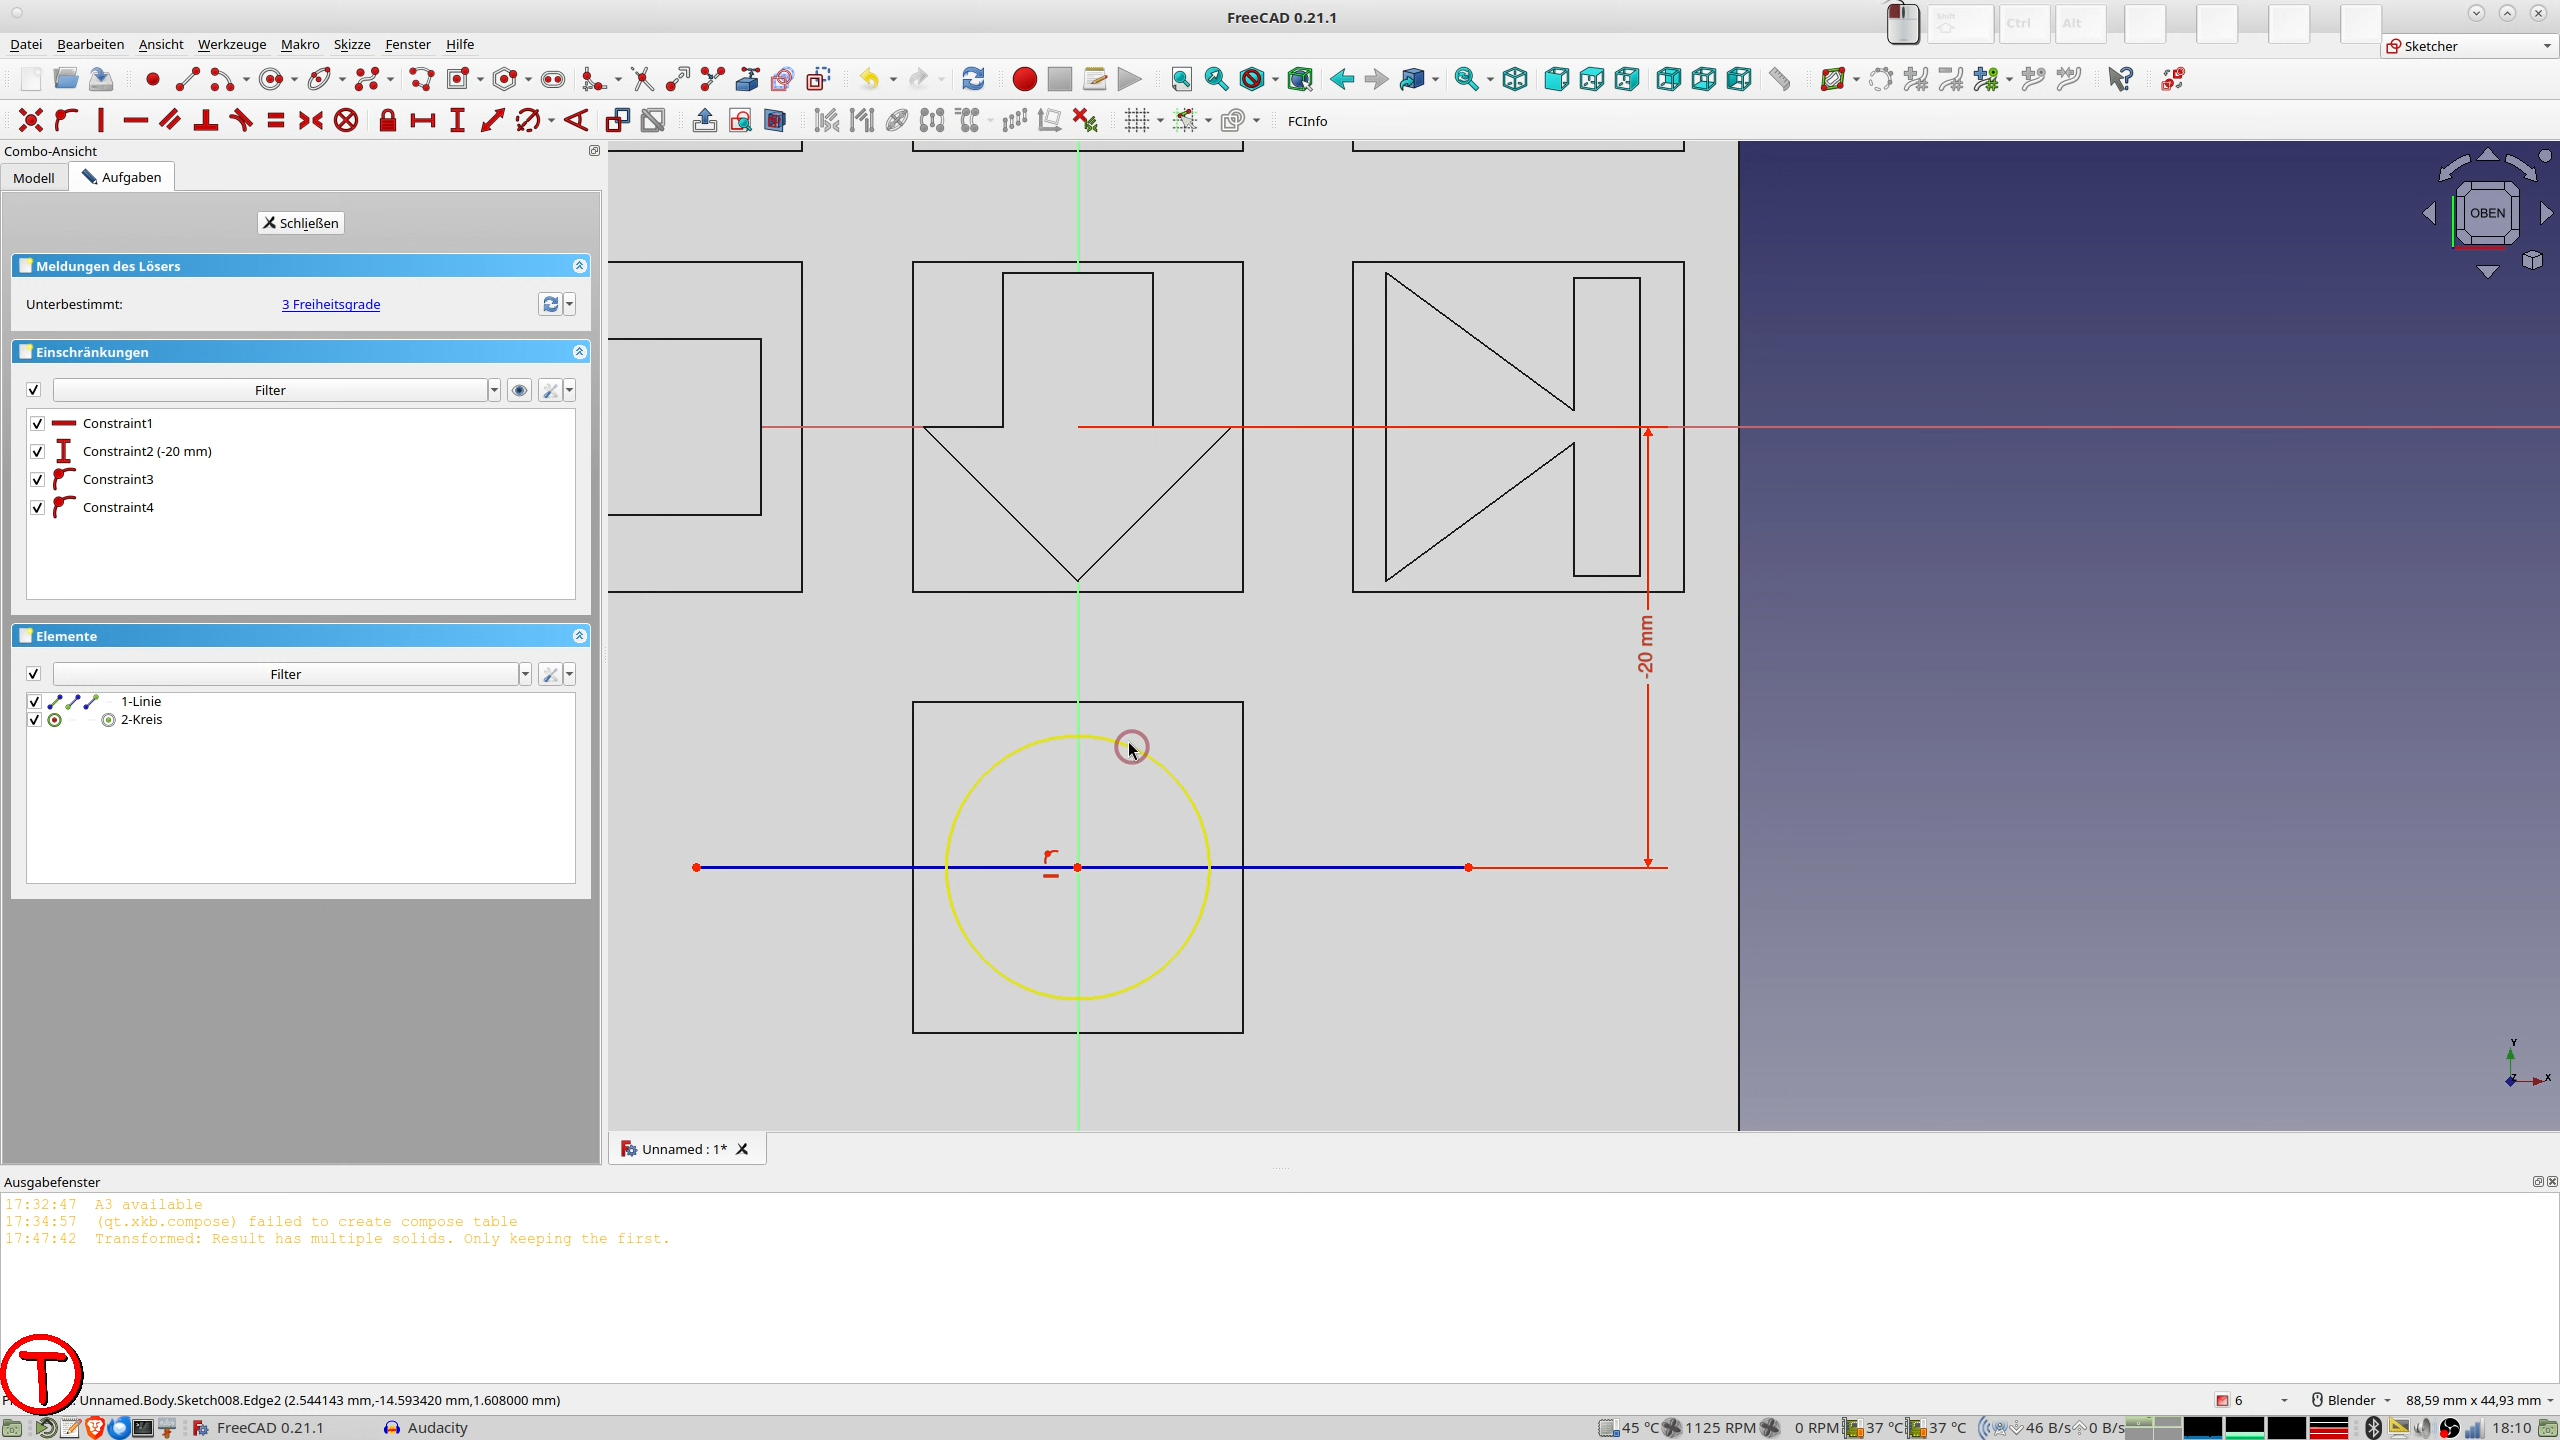 FreeCAD 0.21.1
Shift
Ctrl
Alt
Datei Bearbeiten Ansicht Werkzeuge Makro Skizze Fenster Hilfe
Sketcher
FCInfo
Combo-Ansicht
Modell
Aufgaben
Schließen
Meldungen des Lösers
Unterbestimmt: 3 Freiheitsgrade
Einschränkungen
Filter
Constraint1
Constraint2 (-20 mm)
Constraint3
Constraint4
Elemente
Filter
1-Linie
2-Kreis
OBEN
-20 mm
Y
Z
X
Unnamed : 1*
Ausgabefenster
17:32:47 A3 available
17:34:57 (qt.xkb.compose) failed to create compose table
17:47:42 Transformed: Result has multiple solids. Only keeping the first.
T
Unnamed.Body.Sketch008.Edge2 (2.544143 mm,-14.593420 mm,1.608000 mm)
6
Blender
88,59 mm x 44,93 mm
FreeCAD 0.21.1
Audacity
45 °C 1125 RPM 0 RPM 37 °C 37 °C 46 B/s 0 B/s 18:10